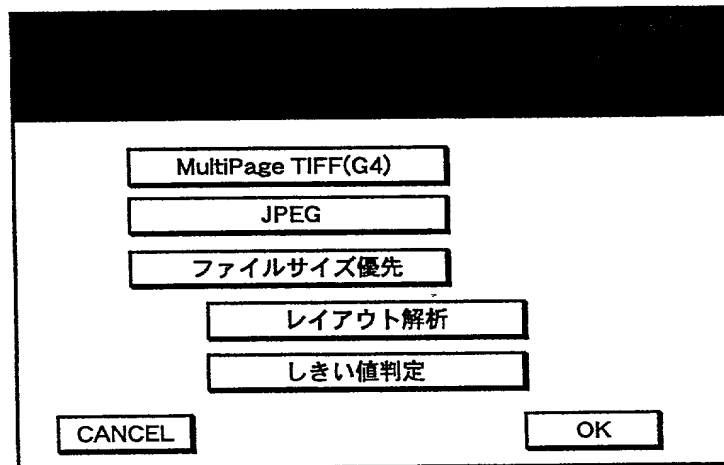 MultiPage TIFF(G4)
JPEG
ファイルサイズ優先
レイアウト解析
しきい値判定
CANCEL
OK